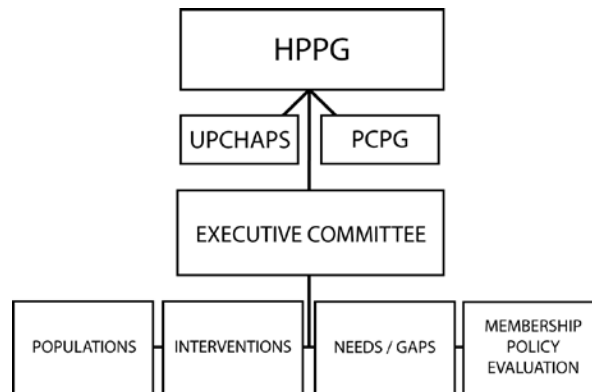 HPPG
UPCHAPS
PCPG
EXECUTIVE COMMITTEE
POPULATIONS
INTERVENTIONS
NEEDS / GAPS
MEMBERSHIP
POLICY
EVALUATION